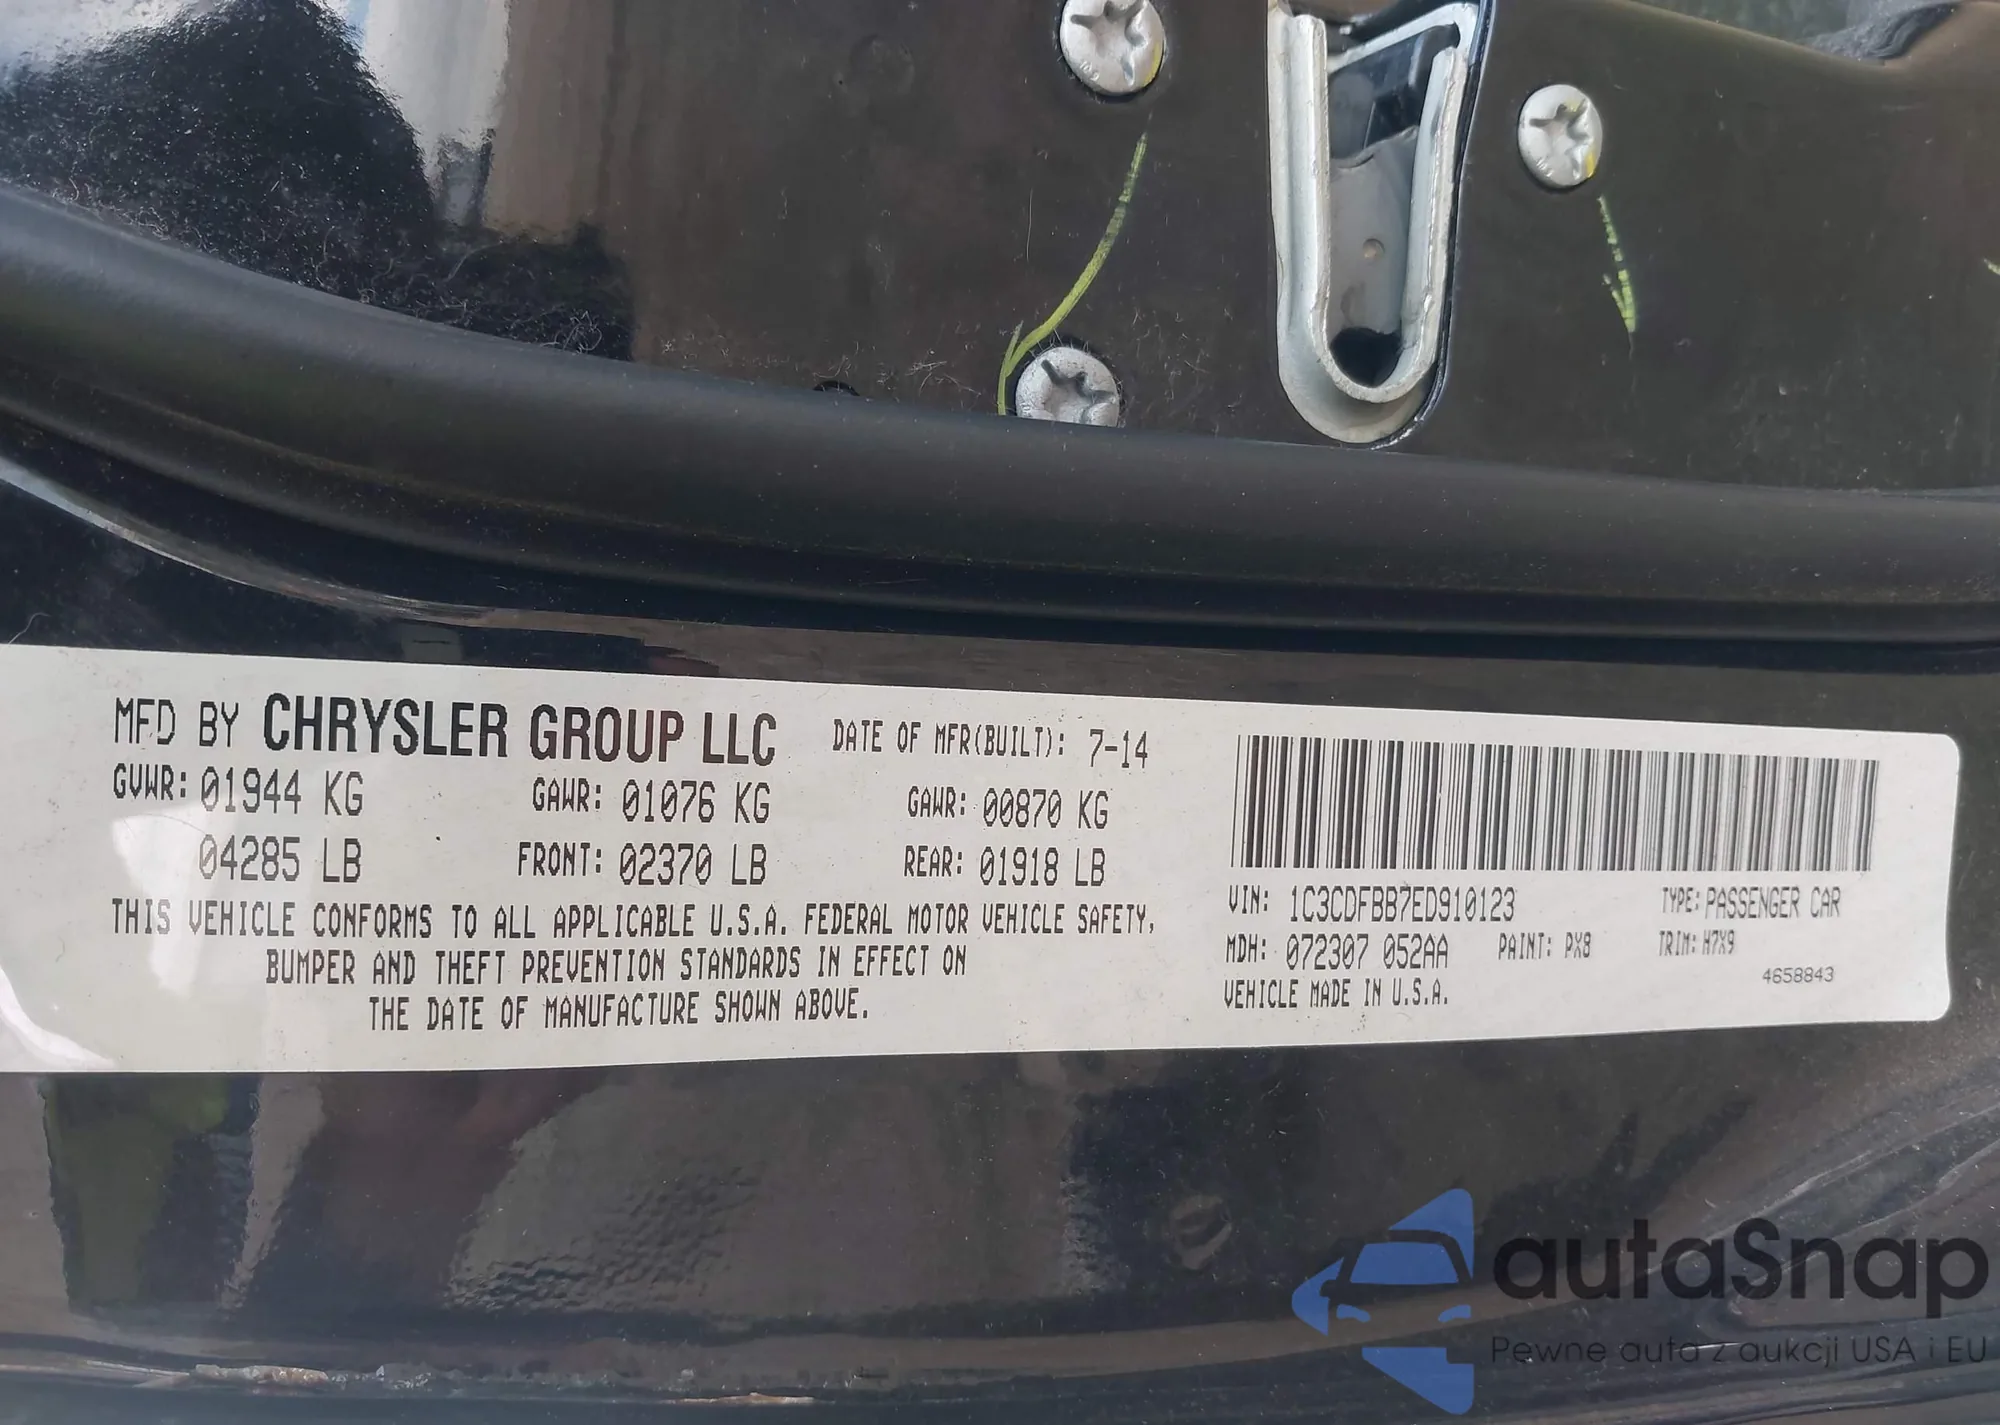 MFD BY CHRYSLER GROUP LLC DATE OF MFR(BUILT): 7-14
GVWR: 01944 KG GAWR: 01076 KG GAWR: 00870 KG
04285 LB FRONT: 02370 LB REAR: 01918 LB
THIS VEHICLE CONFORMS TO ALL APPLICABLE U.S.A. FEDERAL MOTOR VEHICLE SAFETY,
BUMPER AND THEFT PREVENTION STANDARDS IN EFFECT ON
THE DATE OF MANUFACTURE SHOWN ABOVE.
VIN: 1C3CDFBB7ED910123 TYPE: PASSENGER CAR
MDH: 072307 052AA PAINT: PX8 TRIM: H7X9
VEHICLE MADE IN U.S.A. 4658843
autaSnap
Pewne auta z aukcji USA i EU